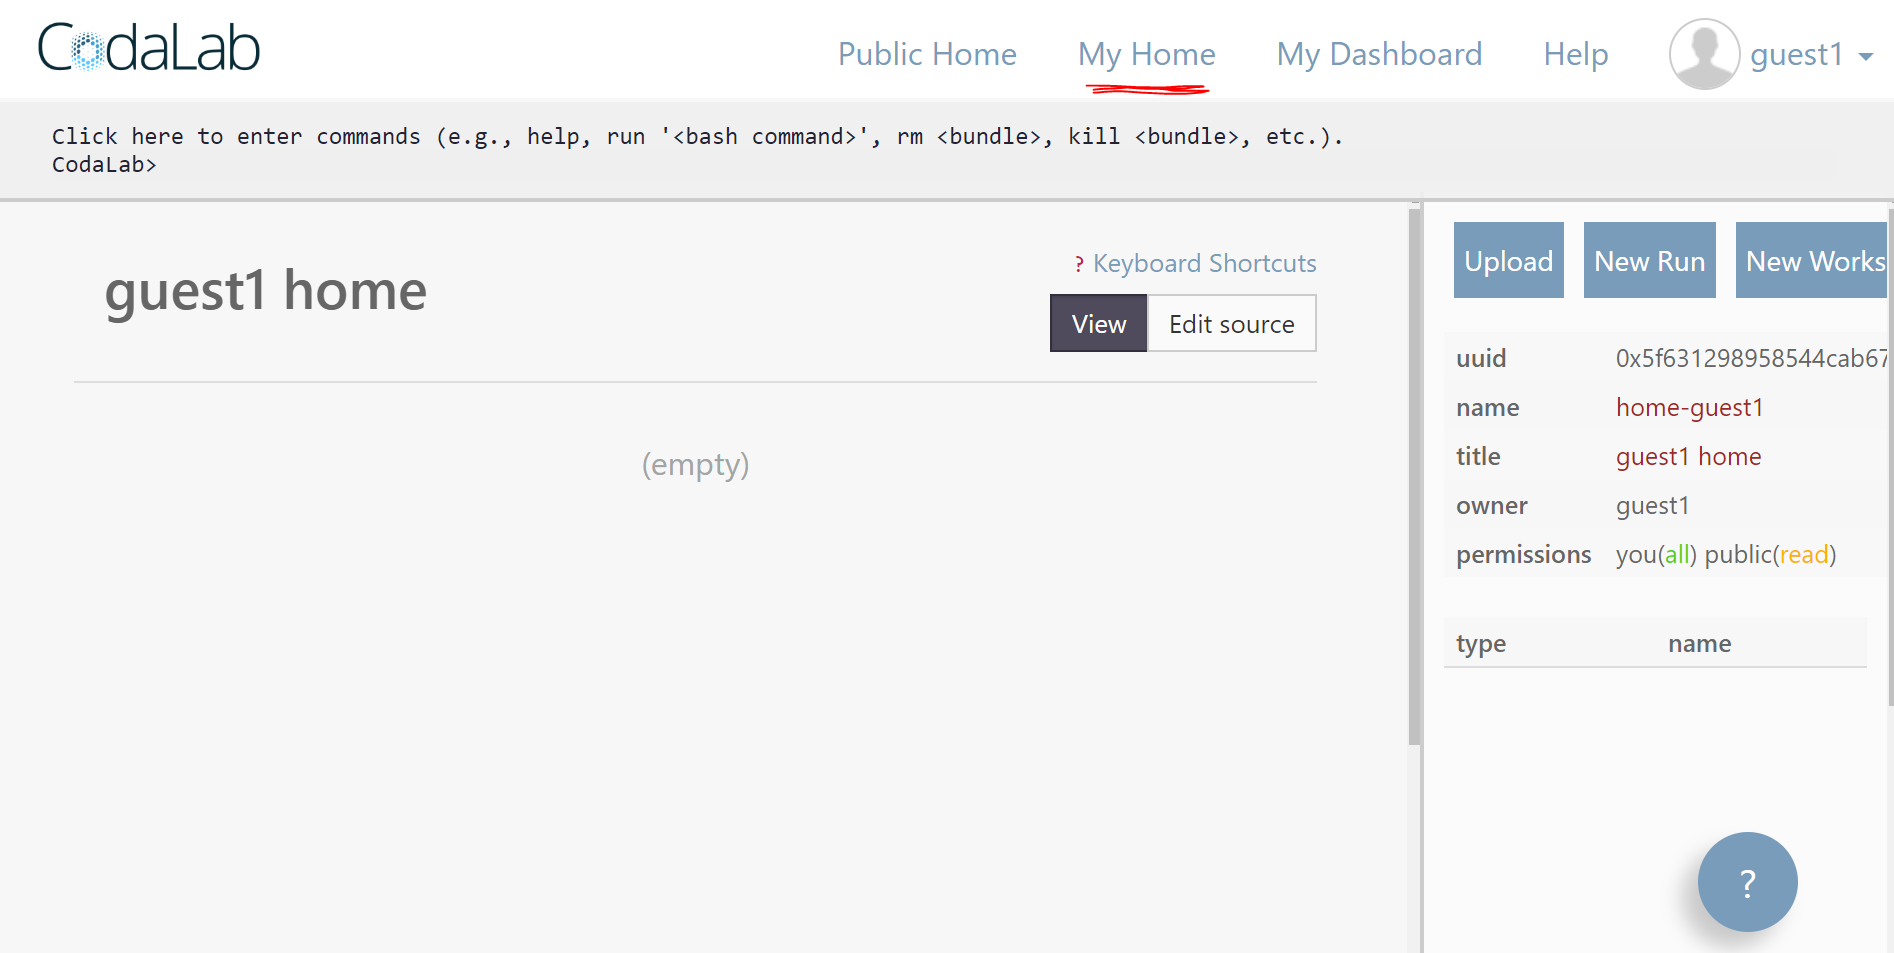 CodaLab
Public Home My Home My Dashboard Help guest1
Click here to enter commands (e.g., help, run '<bash command>', rm <bundle>, kill <bundle>, etc.).
CodaLab>
guest1 home
? Keyboard Shortcuts
View Edit source
(empty)
Upload New Run New Works
uuid 0x5f631298958544cab67
name home-guest1
title guest1 home
owner guest1
permissions you(all) public(read)
type name
?